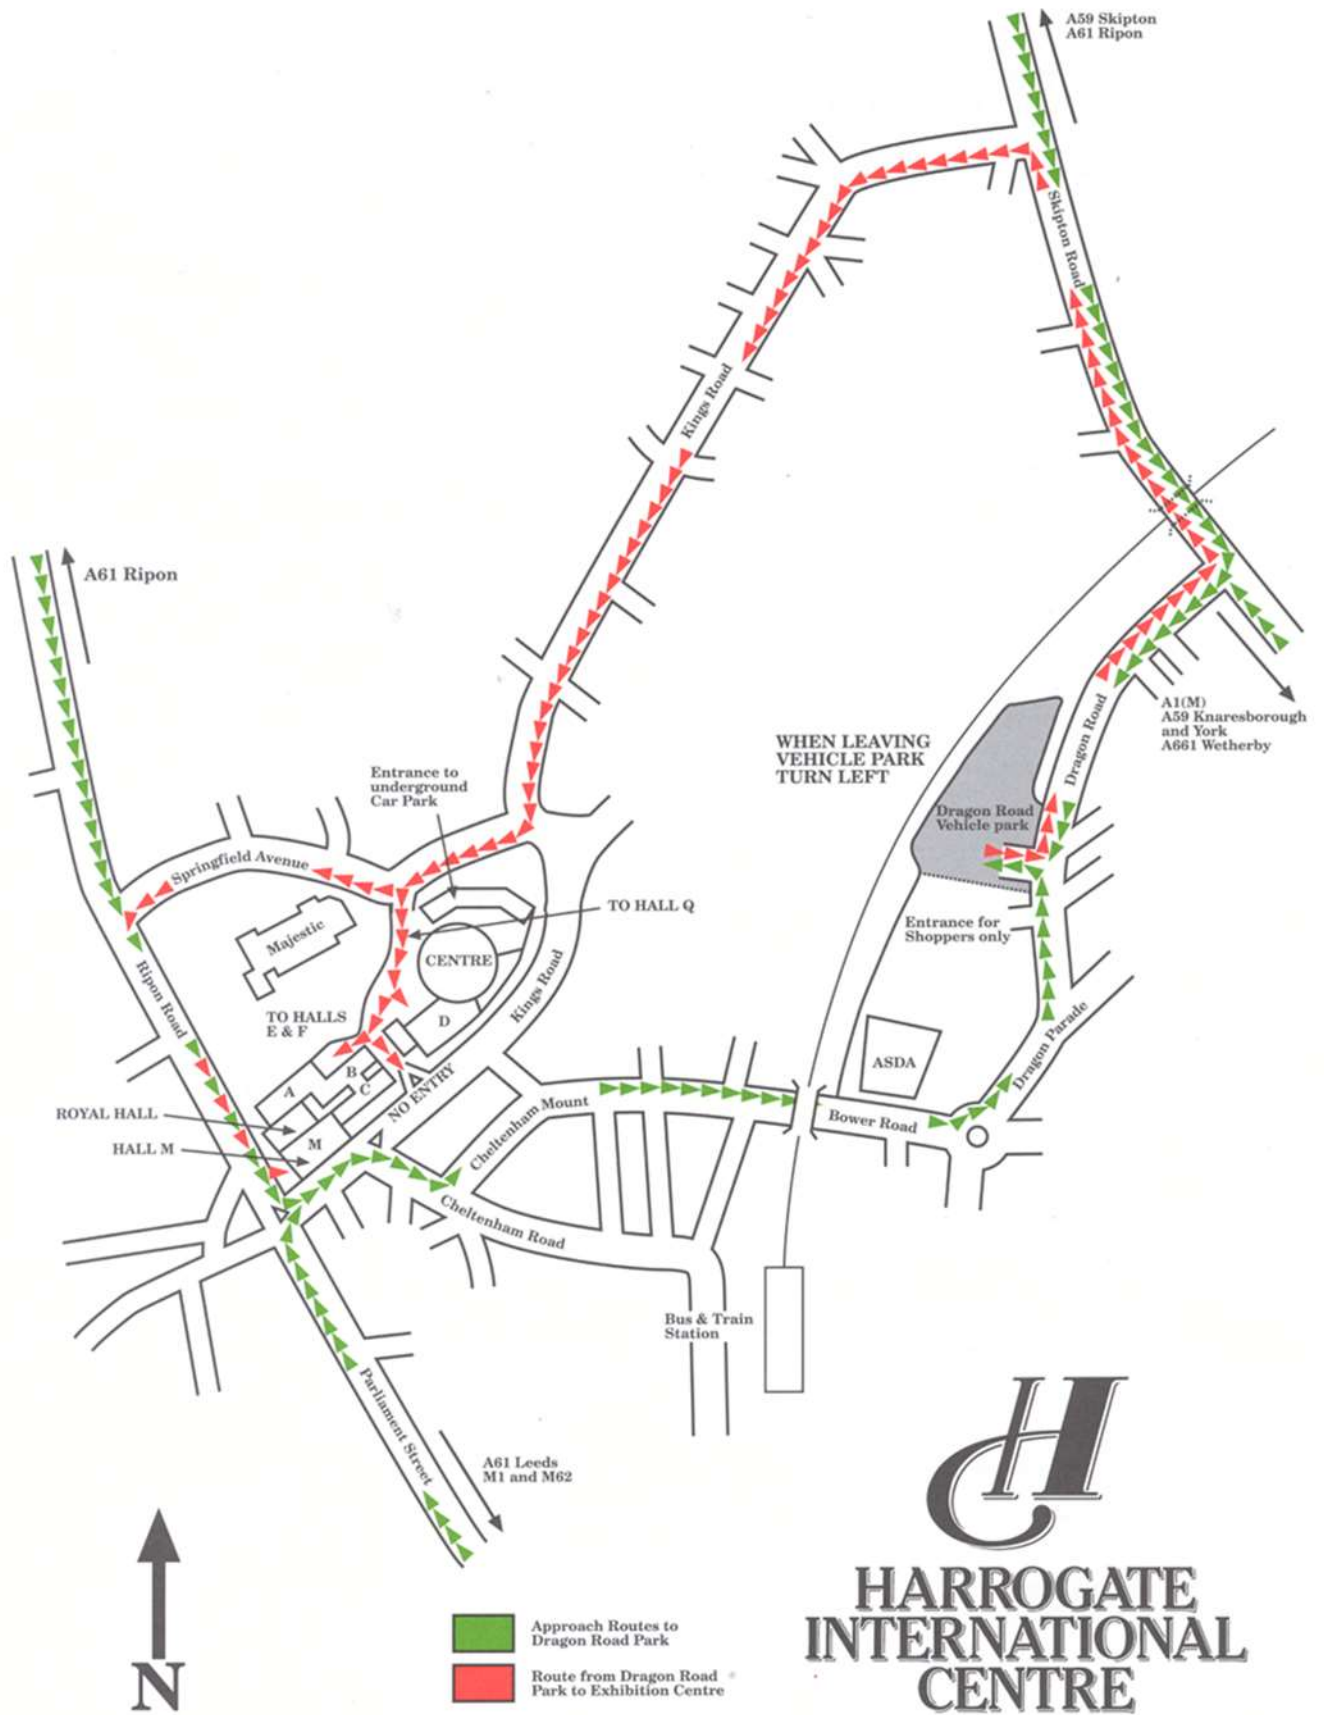 A59 Skipton
A61 Ripon
Skipton Road
Kings Road
A61 Ripon
A1(M)
A59 Knaresborough
and York
A661 Wetherby
Dragon Road
WHEN LEAVING
VEHICLE PARK
TURN LEFT
Entrance to
underground
Car Park
Dragon Road
Vehicle park
Springfield Avenue
TO HALL Q
Majestic
Entrance for
Shoppers only
CENTRE
Ripon Road
Kings Road
TO HALLS
E & F
D
Dragon Parade
ASDA
A
B
C
NO ENTRY
ROYAL HALL
M
HALL M
Cheltenham Mount
Bower Road
Cheltenham Road
Bus & Train
Station
Parliament Street
A61 Leeds
M1 and M62
N
H
Approach Routes to
Dragon Road Park
Route from Dragon Road
Park to Exhibition Centre
HARROGATE
INTERNATIONAL
CENTRE